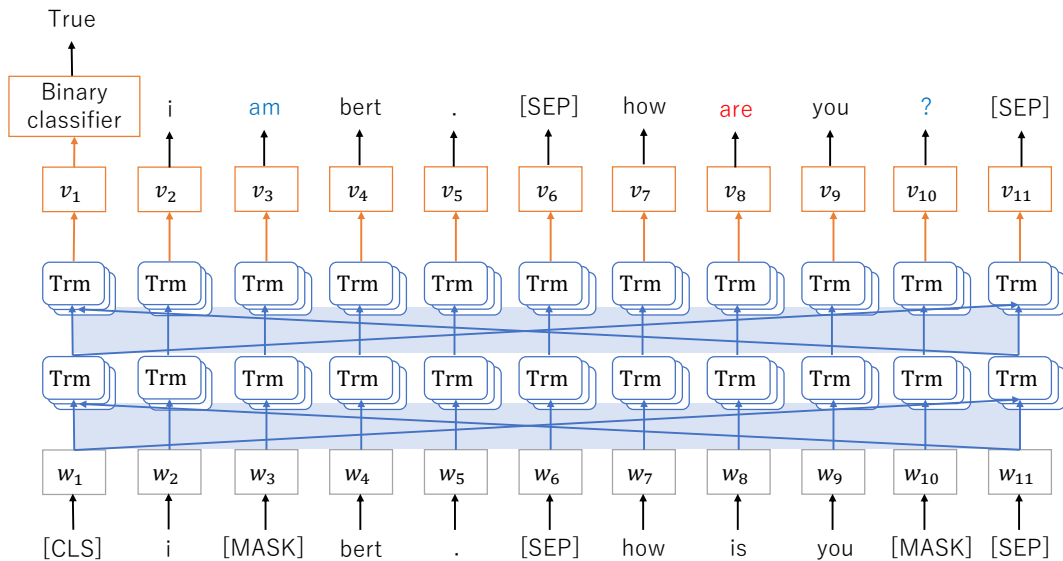 True
Binary
classifier
i am bert . [SEP] how are you ? [SEP]
v₁ v₂ v₃ v₄ v₅ v₆ v₇ v₈ v₉ v₁₀ v₁₁
Trm Trm Trm Trm Trm Trm Trm Trm Trm Trm Trm
Trm Trm Trm Trm Trm Trm Trm Trm Trm Trm Trm
w₁ w₂ w₃ w₄ w₅ w₆ w₇ w₈ w₉ w₁₀ w₁₁
[CLS] i [MASK] bert . [SEP] how is you [MASK] [SEP]